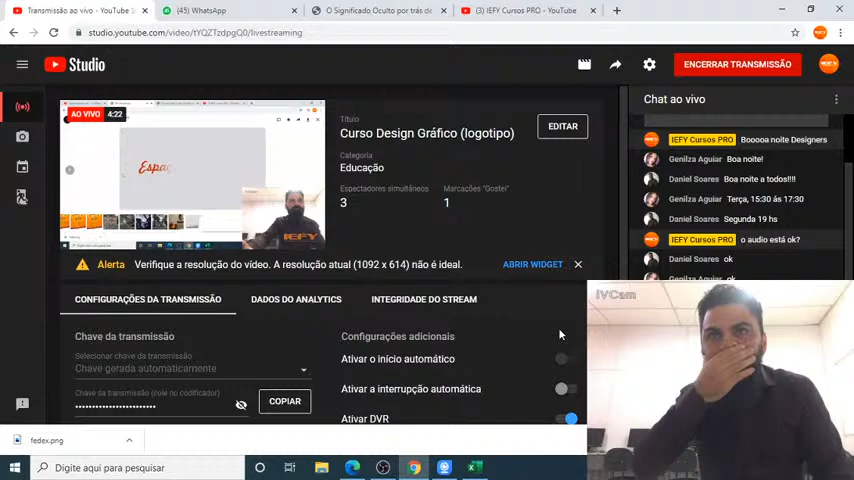 Transmissão ao vivo - YouTube S
(45) WhatsApp
O Significado Oculto por trás de
(3) IEFY Cursos PRO - YouTube
studio.youtube.com/video/tYQZTzdpgQ0/livestreaming
Studio
ENCERRAR TRANSMISSÃO
AO VIVO 4:22
Espaç
IEFY
Título
Curso Design Gráfico (logotipo)
EDITAR
Categoria
Educação
Espectadores simultâneos
Marcações "Gostei"
3
1
Alerta Verifique a resolução do vídeo. A resolução atual (1092 x 614) não é ideal.
ABRIR WIDGET
CONFIGURAÇÕES DA TRANSMISSÃO
DADOS DO ANALYTICS
INTEGRIDADE DO STREAM
Chave da transmissão
Selecionar chave da transmissão
Chave gerada automaticamente
Chave da transmissão (cole no codificador)
COPIAR
Configurações adicionais
Ativar o início automático
Ativar a interrupção automática
Ativar DVR
Chat ao vivo
IEFY Cursos PRO Booooa noite Designers
Genilza Aguiar Boa noite!
Daniel Soares Boa noite a todos!!!!
Genilza Aguiar Terça, 15:30 ás 17:30
Daniel Soares Segunda 19 hs
IEFY Cursos PRO o audio está ok?
Daniel Soares ok
Genilza Aguiar ok
iVCam
fedex.png
Digite aqui para pesquisar